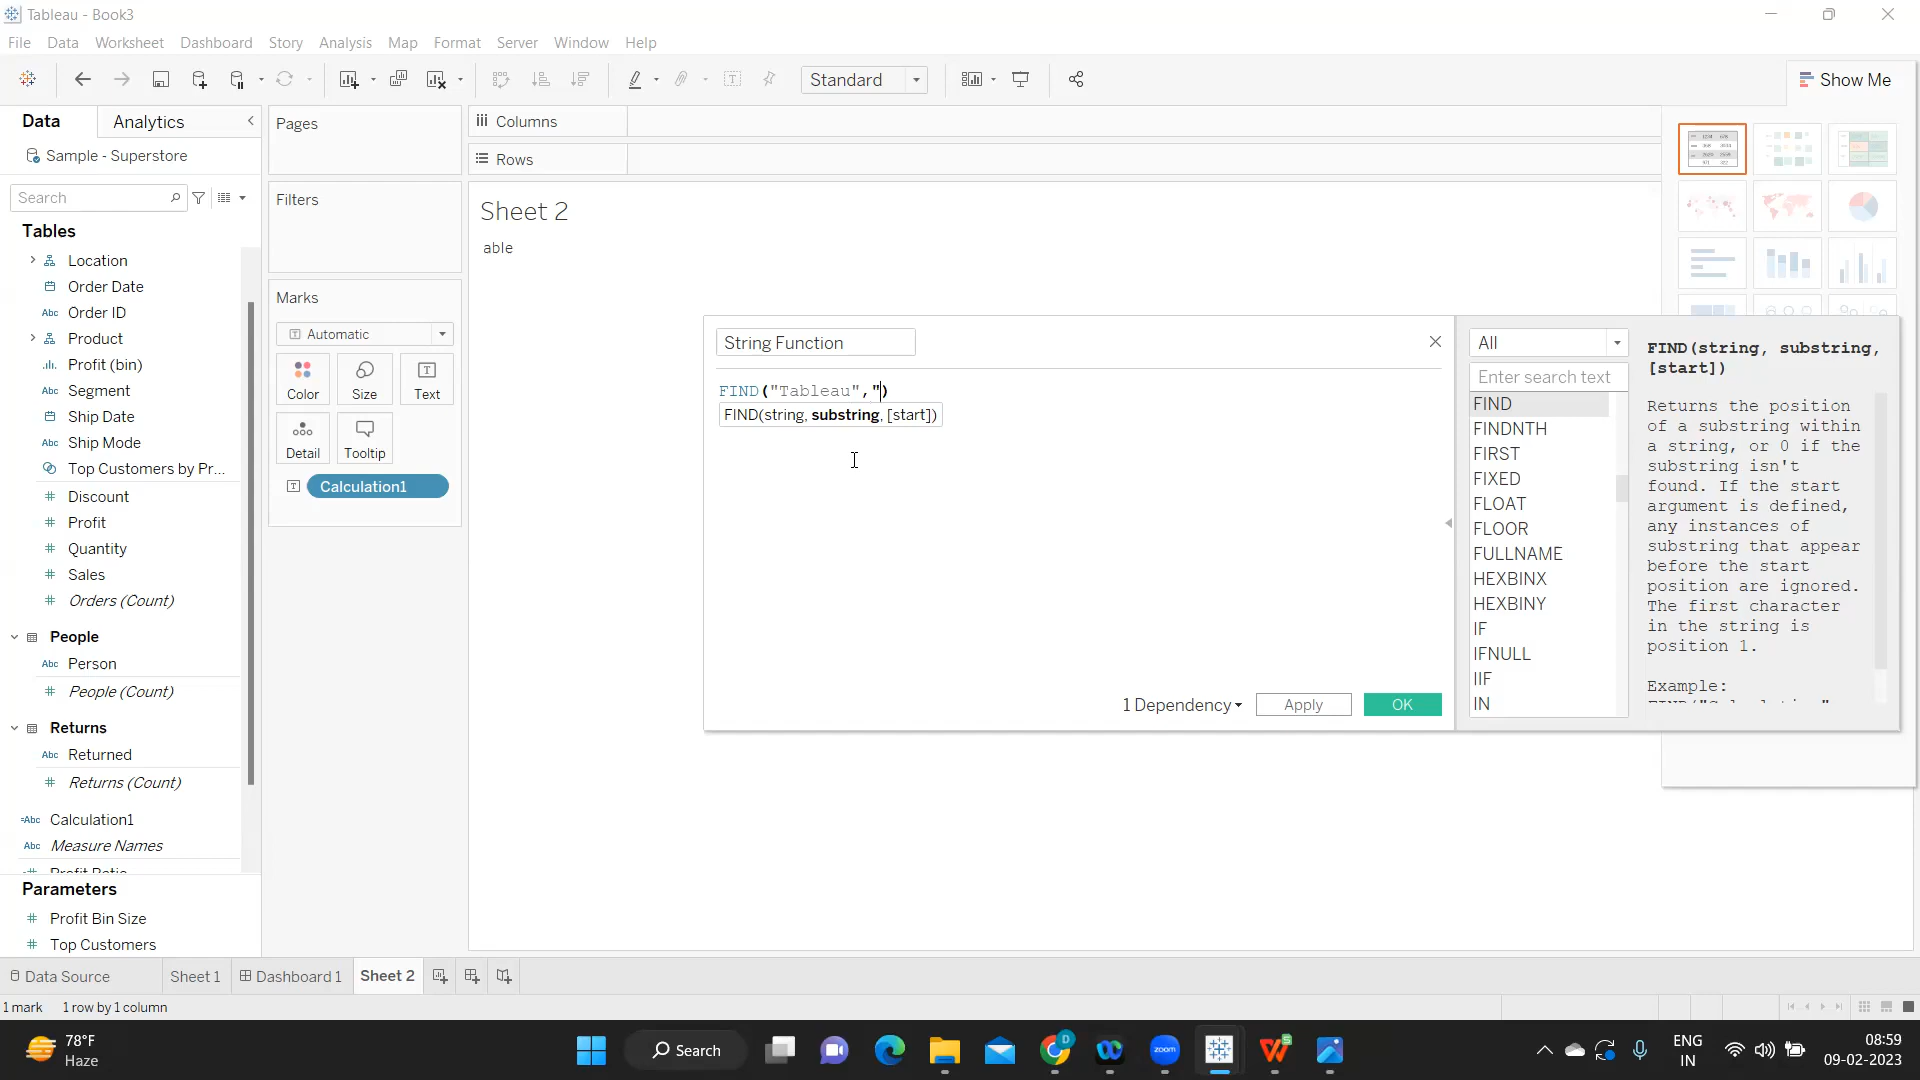 Tableau - Book3
File Data Worksheet Dashboard Story Analysis Map Format Server Window Help
Standard
Show Me
Data Analytics
Sample - Superstore
Search
Tables
Location
Order Date
Abc Order ID
Product
Profit (bin)
Abc Segment
Ship Date
Abc Ship Mode
Top Customers by Pr...
# Discount
# Profit
# Quantity
# Sales
# Orders (Count)
People
Abc Person
# People (Count)
Returns
Abc Returned
# Returns (Count)
=Abc Calculation1
Abc Measure Names
Parameters
# Profit Bin Size
# Top Customers
Pages
Filters
Marks
Automatic
Color Size Text
Detail Tooltip
Calculation1
Columns
Rows
Sheet 2
able
String Function
FIND("Tableau",")
FIND(string, substring, [start])
1 Dependency
Apply
OK
All
Enter search text
FIND
FINDNTH
FIRST
FIXED
FLOAT
FLOOR
FULLNAME
HEXBINX
HEXBINY
IF
IFNULL
IIF
IN
FIND(string, substring,
[start])
Returns the position
of a substring within
a string, or 0 if the
substring isn't
found. If the start
argument is defined,
any instances of
substring that appear
before the start
position are ignored.
The first character
in the string is
position 1.
Example:
Data Source Sheet 1 Dashboard 1 Sheet 2
1 mark 1 row by 1 column
78°F
Haze
Search
zoom
ENG
IN
08:59
09-02-2023